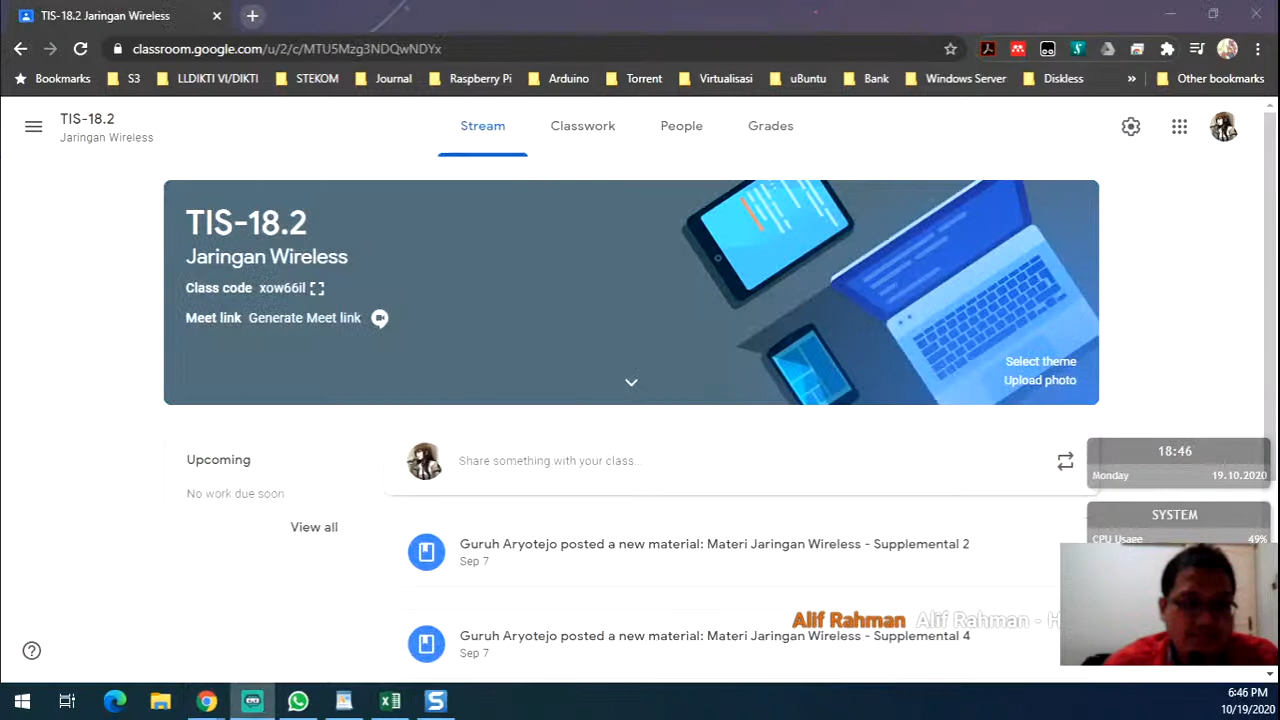 TIS-18.2 Jaringan Wireless
classroom.google.com/u/2/c/MTU5Mzg3NDQwNDYx
Bookmarks S3 LLDIKTI VI/DIKTI STEKOM Journal Raspberry Pi Arduino Torrent Virtualisasi uBuntu Bank Windows Server Diskless » Other bookmarks
TIS-18.2
Jaringan Wireless
Stream Classwork People Grades
TIS-18.2
Jaringan Wireless
Class code xow66il
Meet link Generate Meet link
Select theme
Upload photo
Upcoming
No work due soon
View all
Share something with your class...
18:46
Monday 19.10.2020
SYSTEM
CPU Usage 49%
Guruh Aryotejo posted a new material: Materi Jaringan Wireless - Supplemental 2
Sep 7
Alif Rahman Alif Rahman - H
Guruh Aryotejo posted a new material: Materi Jaringan Wireless - Supplemental 4
Sep 7
6:46 PM
10/19/2020